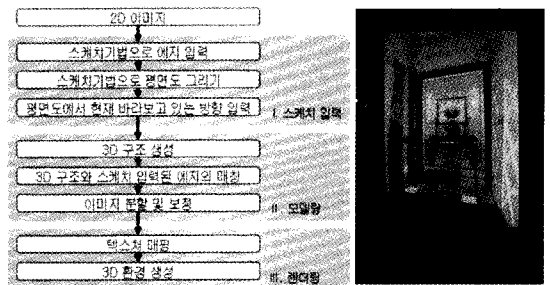 2D 이미지
스케치기법으로 에지 입력
스케치기법으로 평면도 그리기
평면도에서 현재 바라보고 있는 방향 입력
I. 스케치 입력
3D 구조 생성
3D 구조와 스케치 입력된 에지의 매칭
이미지 분할 및 보정
II. 모델링
텍스쳐 매핑
3D 환경 생성
III. 렌더링